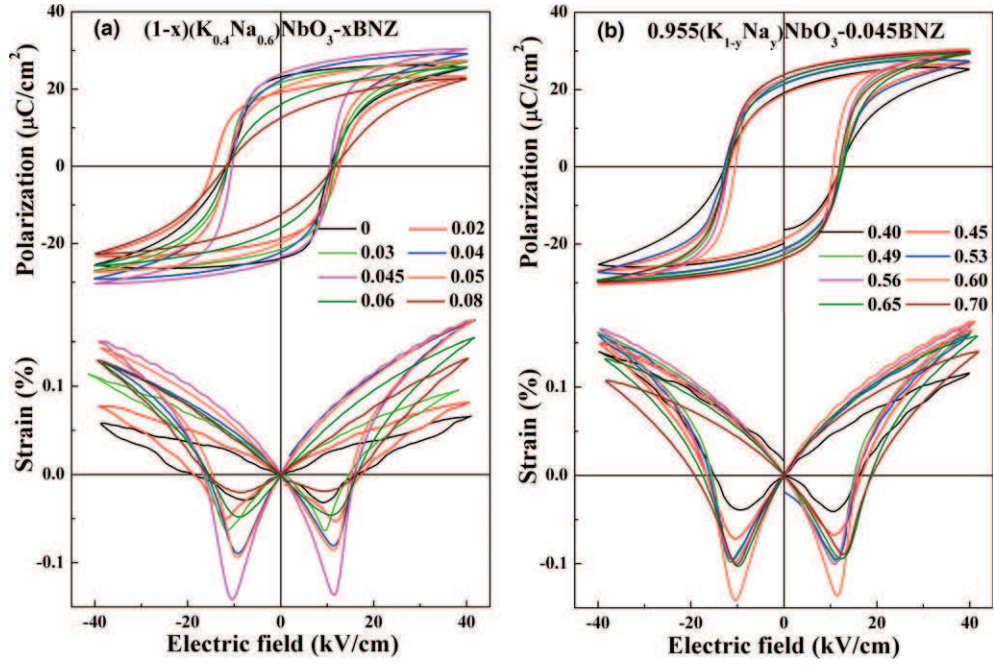 (a) (1-x)(K0.4Na0.6)NbO3-xBNZ
Polarization (μC/cm2)
40
20
0
-20
0 0.02
0.03 0.04
0.045 0.05
0.06 0.08
Strain (%)
0.1
0.0
-0.1
-40 -20 0 20 40
Electric field (kV/cm)
(b) 0.955(K1-yNay)NbO3-0.045BNZ
Polarization (μC/cm2)
40
20
0
-20
0.40 0.45
0.49 0.53
0.56 0.60
0.65 0.70
Strain (%)
0.1
0.0
-0.1
-40 -20 0 20 40
Electric field (kV/cm)